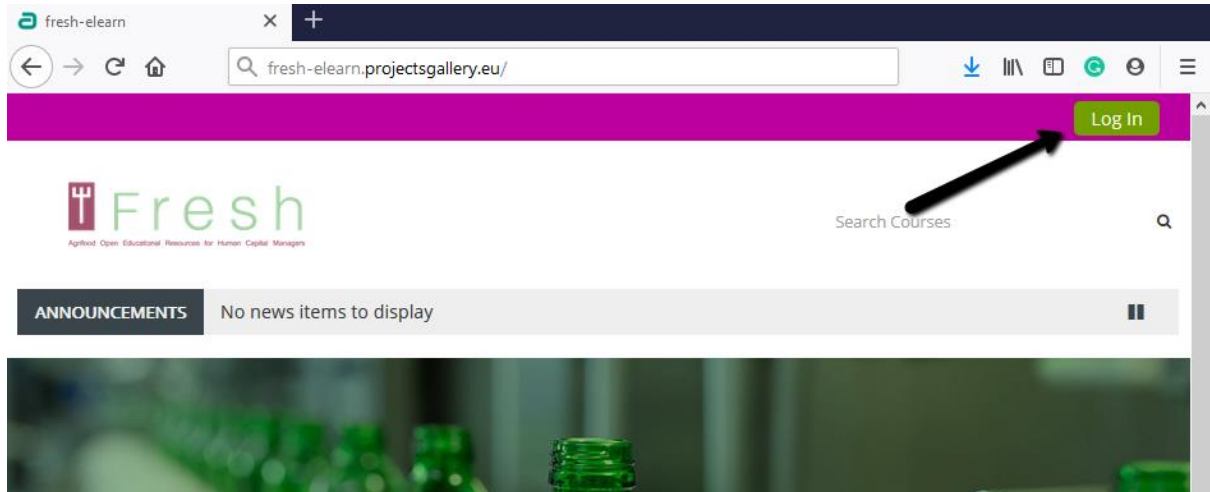 fresh-elearn
fresh-elearn.projectsgallery.eu/
Log In
Fresh
Agrifood Open Educational Resources for Human Capital Managers
Search Courses
ANNOUNCEMENTS No news items to display